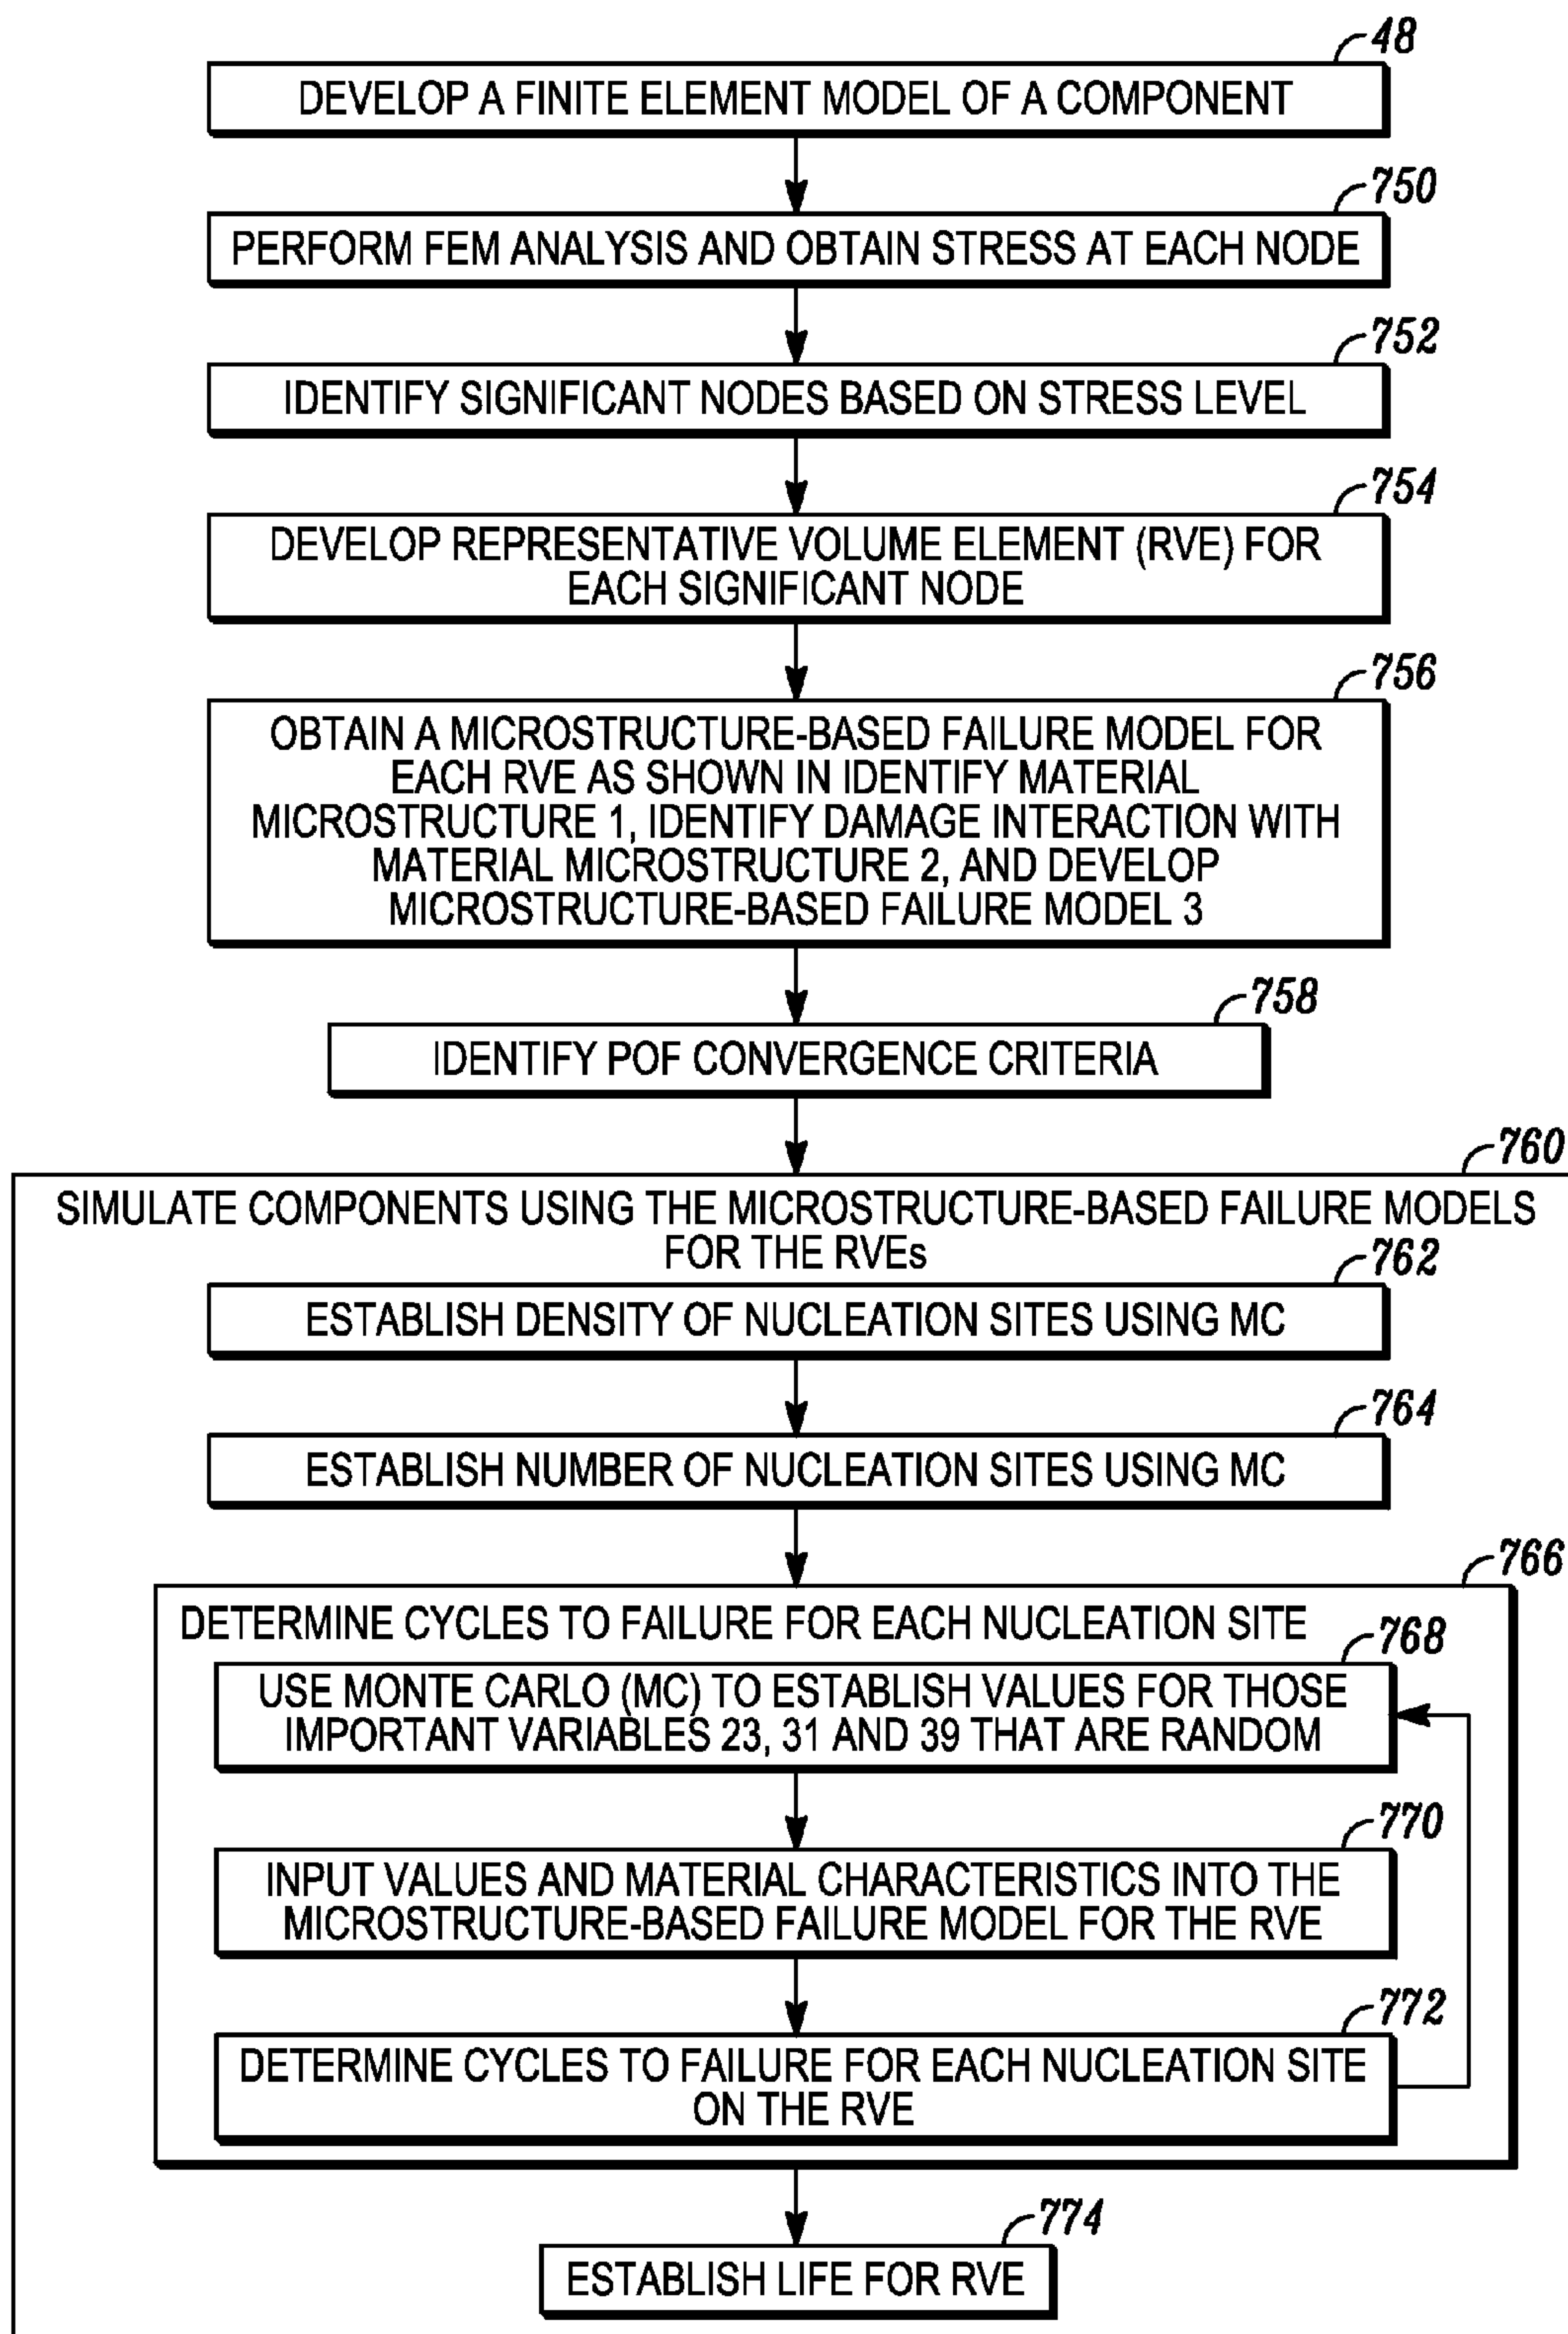 48
DEVELOP A FINITE ELEMENT MODEL OF A COMPONENT
750
PERFORM FEM ANALYSIS AND OBTAIN STRESS AT EACH NODE
752
IDENTIFY SIGNIFICANT NODES BASED ON STRESS LEVEL
754
DEVELOP REPRESENTATIVE VOLUME ELEMENT (RVE) FOR
EACH SIGNIFICANT NODE
756
OBTAIN A MICROSTRUCTURE-BASED FAILURE MODEL FOR
EACH RVE AS SHOWN IN IDENTIFY MATERIAL
MICROSTRUCTURE 1, IDENTIFY DAMAGE INTERACTION WITH
MATERIAL MICROSTRUCTURE 2, AND DEVELOP
MICROSTRUCTURE-BASED FAILURE MODEL 3
758
IDENTIFY POF CONVERGENCE CRITERIA
760
SIMULATE COMPONENTS USING THE MICROSTRUCTURE-BASED FAILURE MODELS
FOR THE RVEs
762
ESTABLISH DENSITY OF NUCLEATION SITES USING MC
764
ESTABLISH NUMBER OF NUCLEATION SITES USING MC
766
DETERMINE CYCLES TO FAILURE FOR EACH NUCLEATION SITE
768
USE MONTE CARLO (MC) TO ESTABLISH VALUES FOR THOSE
IMPORTANT VARIABLES 23, 31 AND 39 THAT ARE RANDOM
770
INPUT VALUES AND MATERIAL CHARACTERISTICS INTO THE
MICROSTRUCTURE-BASED FAILURE MODEL FOR THE RVE
772
DETERMINE CYCLES TO FAILURE FOR EACH NUCLEATION SITE
ON THE RVE
774
ESTABLISH LIFE FOR RVE